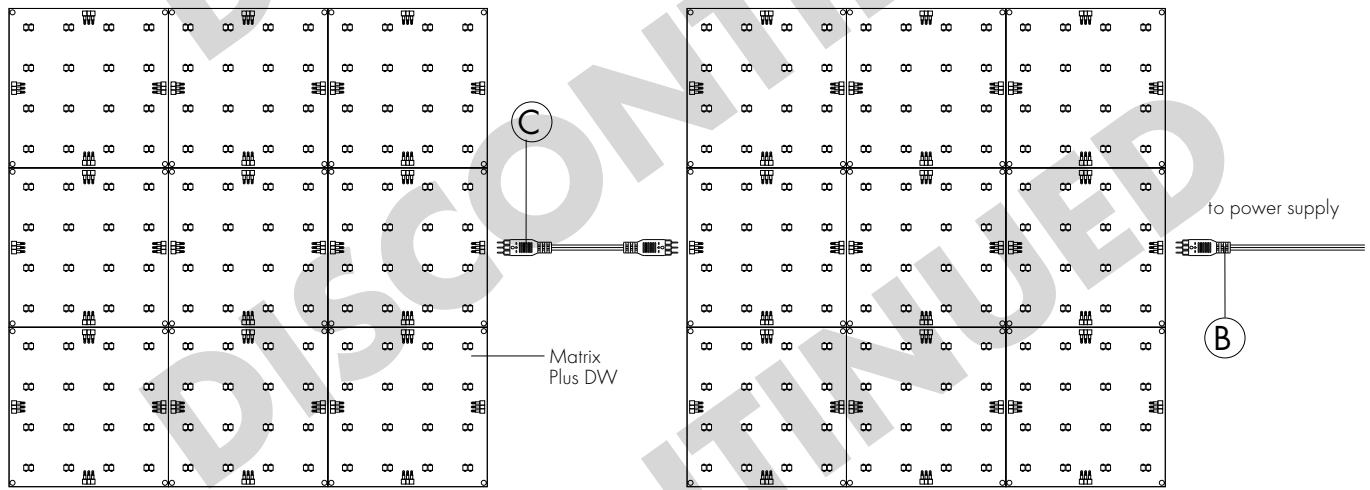 C
to power supply
B
Matrix
Plus DW
DISCONTINUED